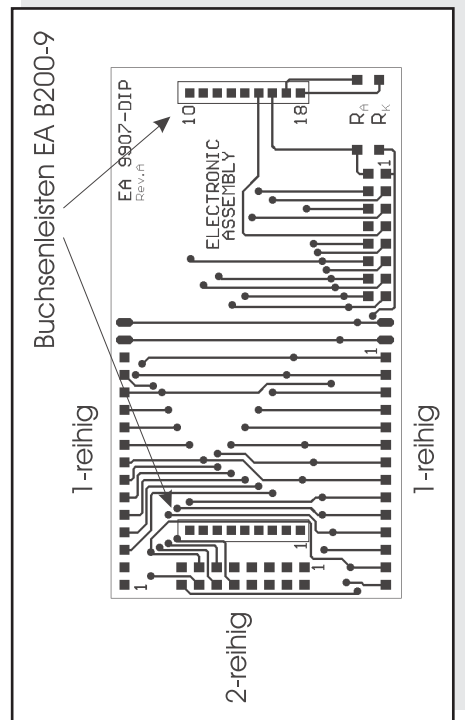 Buchsenleisten EA B200-9
EA 9907-DIP
Rev.A
10
18
ELECTRONIC
ASSEMBLY
RA
RK
1
1
1-reihig
1-reihig
1
1
1
2-reihig